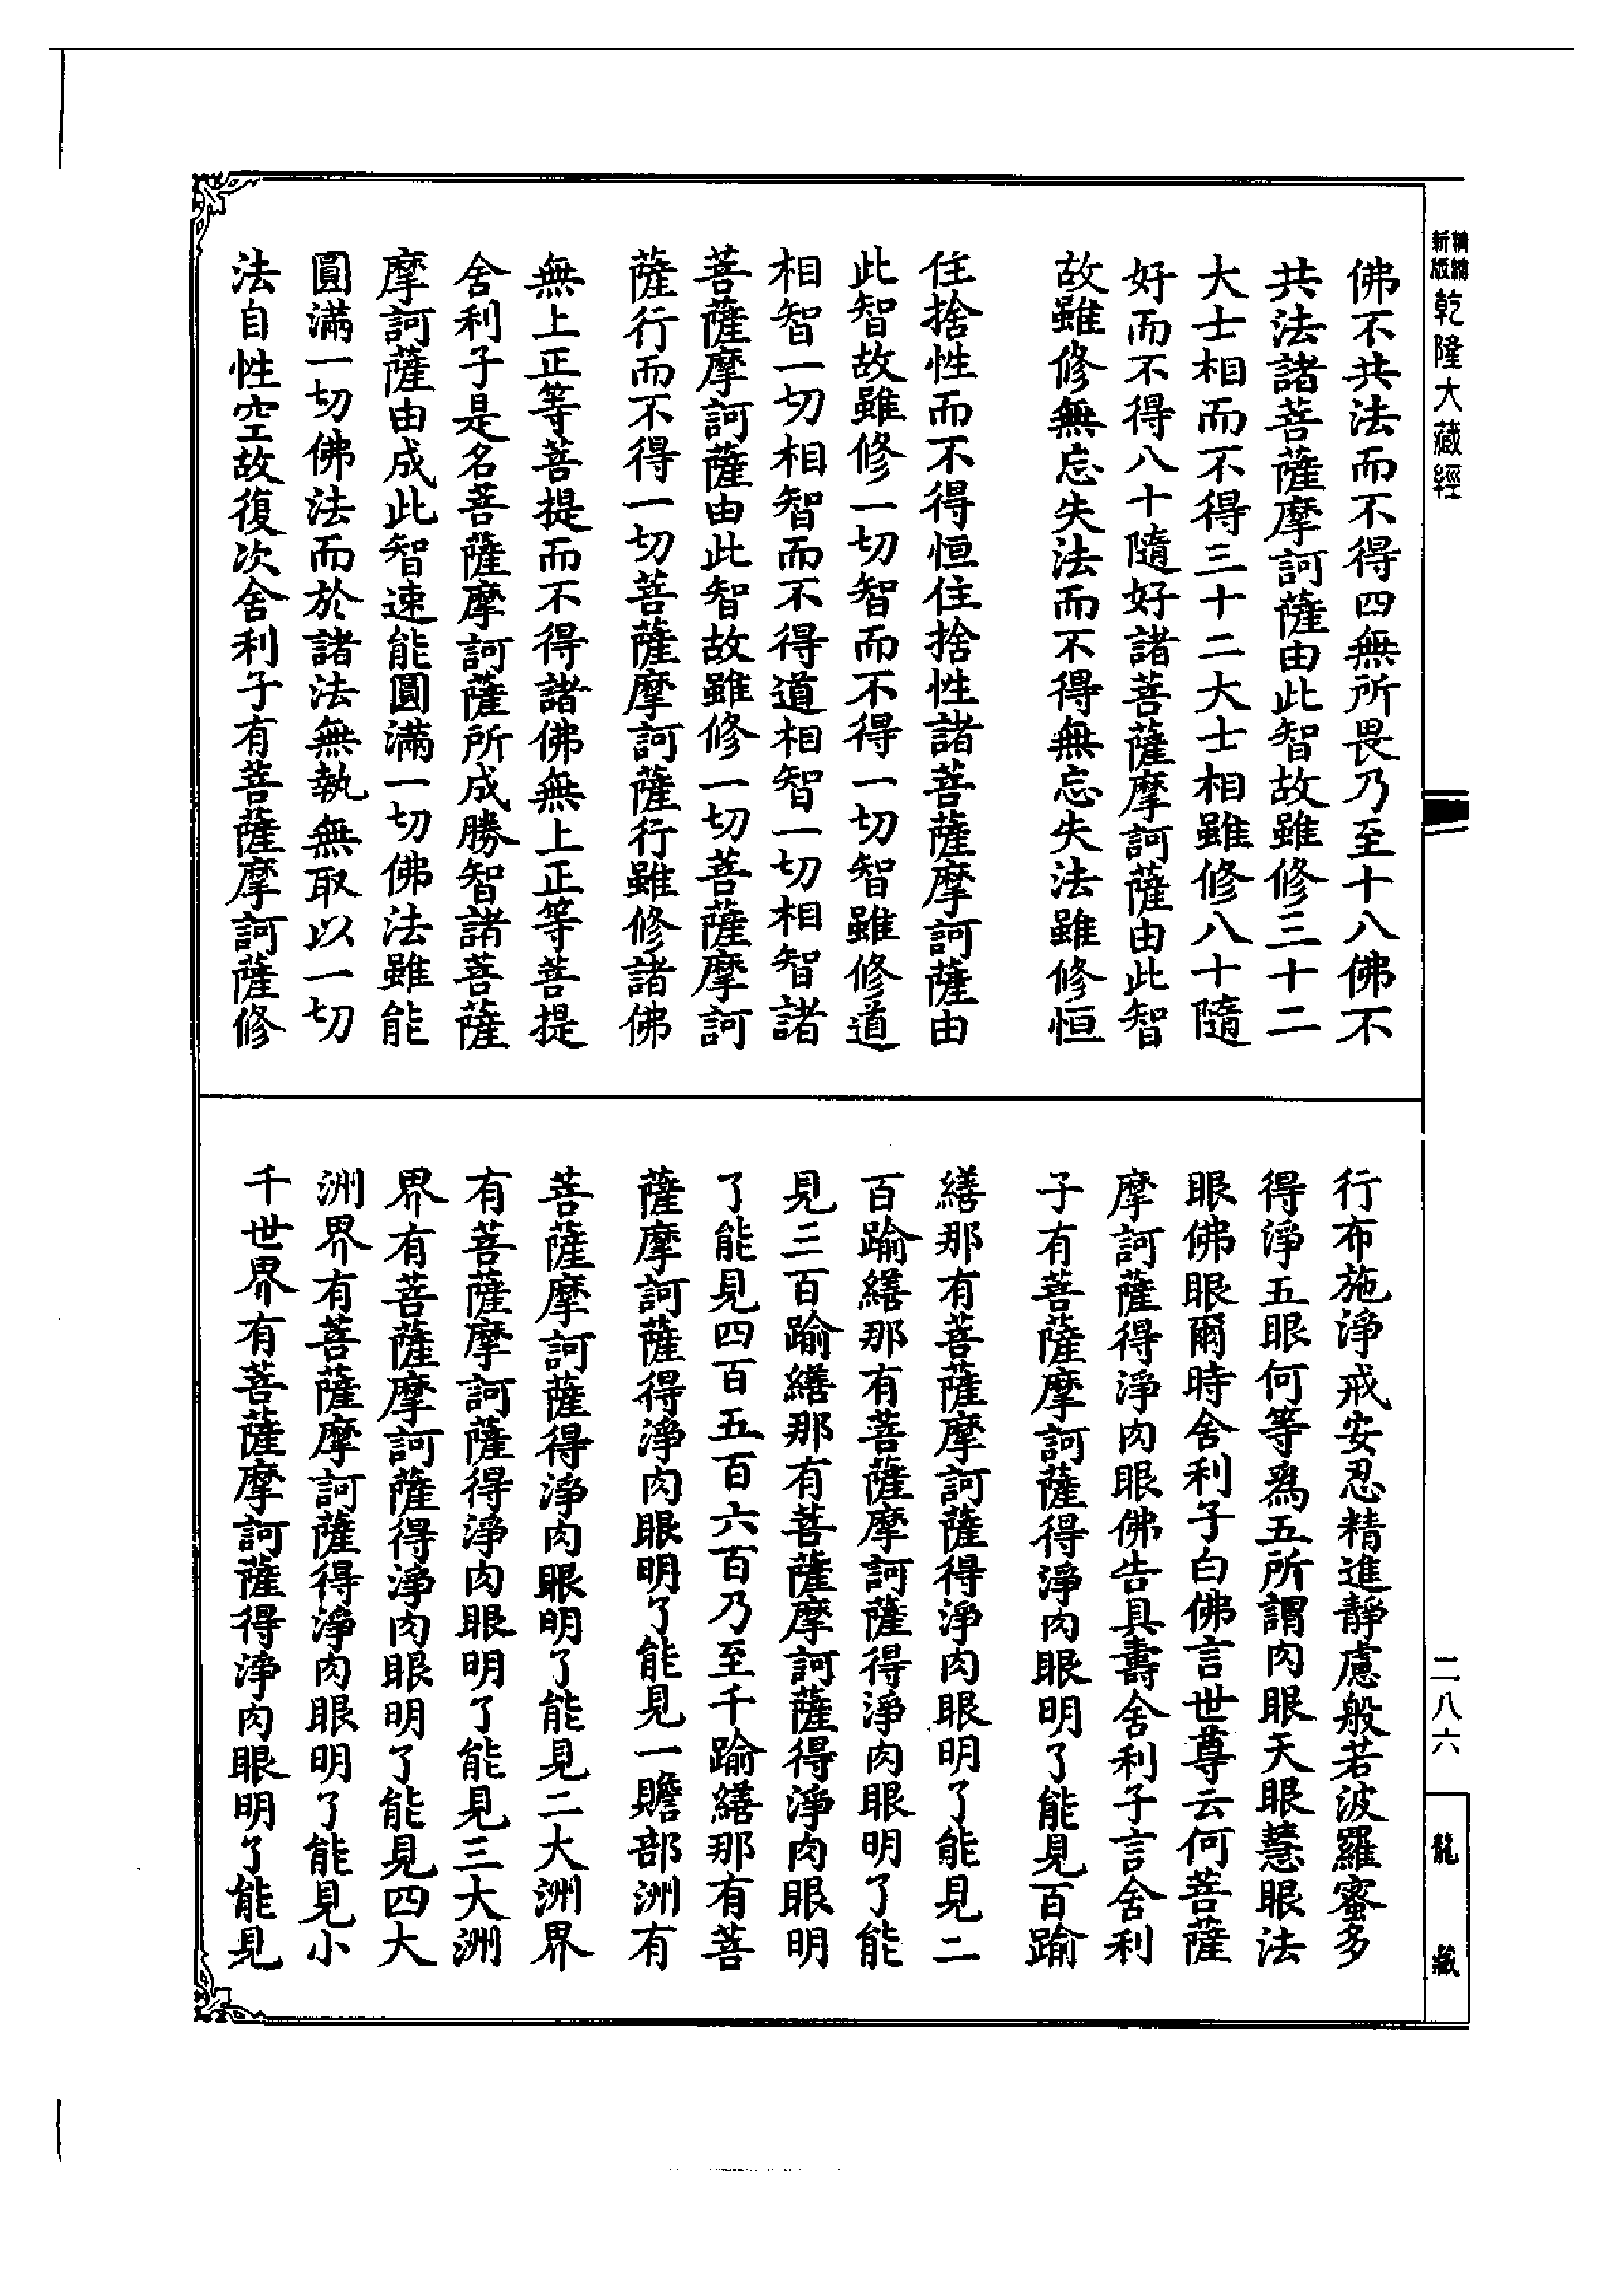 新版精縮乾隆大藏經
佛不共法而不得四無所畏乃至十八佛不
共法諸菩薩摩訶薩由此智故雖修三十二
大士相而不得三十二大士相雖修八十隨
好而不得八十隨好諸菩薩摩訶薩由此智
故雖修無忘失法而不得無忘失法雖修恒
住捨性而不得恒住捨性諸菩薩摩訶薩由
此智故雖修一切智而不得一切智雖修道
相智一切相智而不得道相智一切相智諸
菩薩摩訶薩由此智故雖修一切菩薩摩訶
薩行而不得一切菩薩摩訶薩行雖修諸佛
無上正等菩提而不得諸佛無上正等菩提
舍利子是名菩薩摩訶薩所成勝智諸菩薩
摩訶薩由成此智速能圓滿一切佛法雖能
圓滿一切佛法而於諸法無執無取以一切
法自性空故復次舍利子有菩薩摩訶薩修
行布施淨戒安忍精進靜慮般若波羅蜜多
得淨五眼何等為五所謂肉眼天眼慧眼法
眼佛眼爾時舍利子白佛言世尊云何菩薩
摩訶薩得淨肉眼佛告具壽舍利子言舍利
子有菩薩摩訶薩得淨肉眼明了能見百踰
繕那有菩薩摩訶薩得淨肉眼明了能見二
百踰繕那有菩薩摩訶薩得淨肉眼明了能
見三百踰繕那有菩薩摩訶薩得淨肉眼明
了能見四百五百六百乃至千踰繕那有菩
薩摩訶薩得淨肉眼明了能見一贍部洲有
菩薩摩訶薩得淨肉眼明了能見二大洲界
有菩薩摩訶薩得淨肉眼明了能見三大洲
界有菩薩摩訶薩得淨肉眼明了能見四大
洲界有菩薩摩訶薩得淨肉眼明了能見小
千世界有菩薩摩訶薩得淨肉眼明了能見
二八六
龍藏